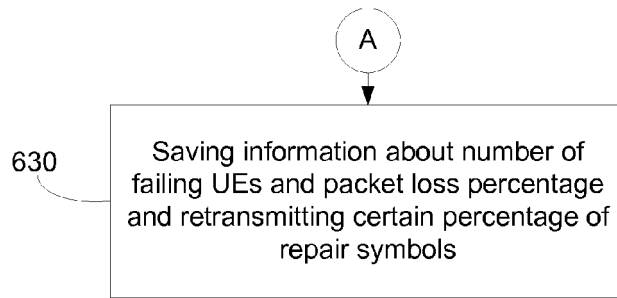 A
630
Saving information about number of
failing UEs and packet loss percentage
and retransmitting certain percentage of
repair symbols